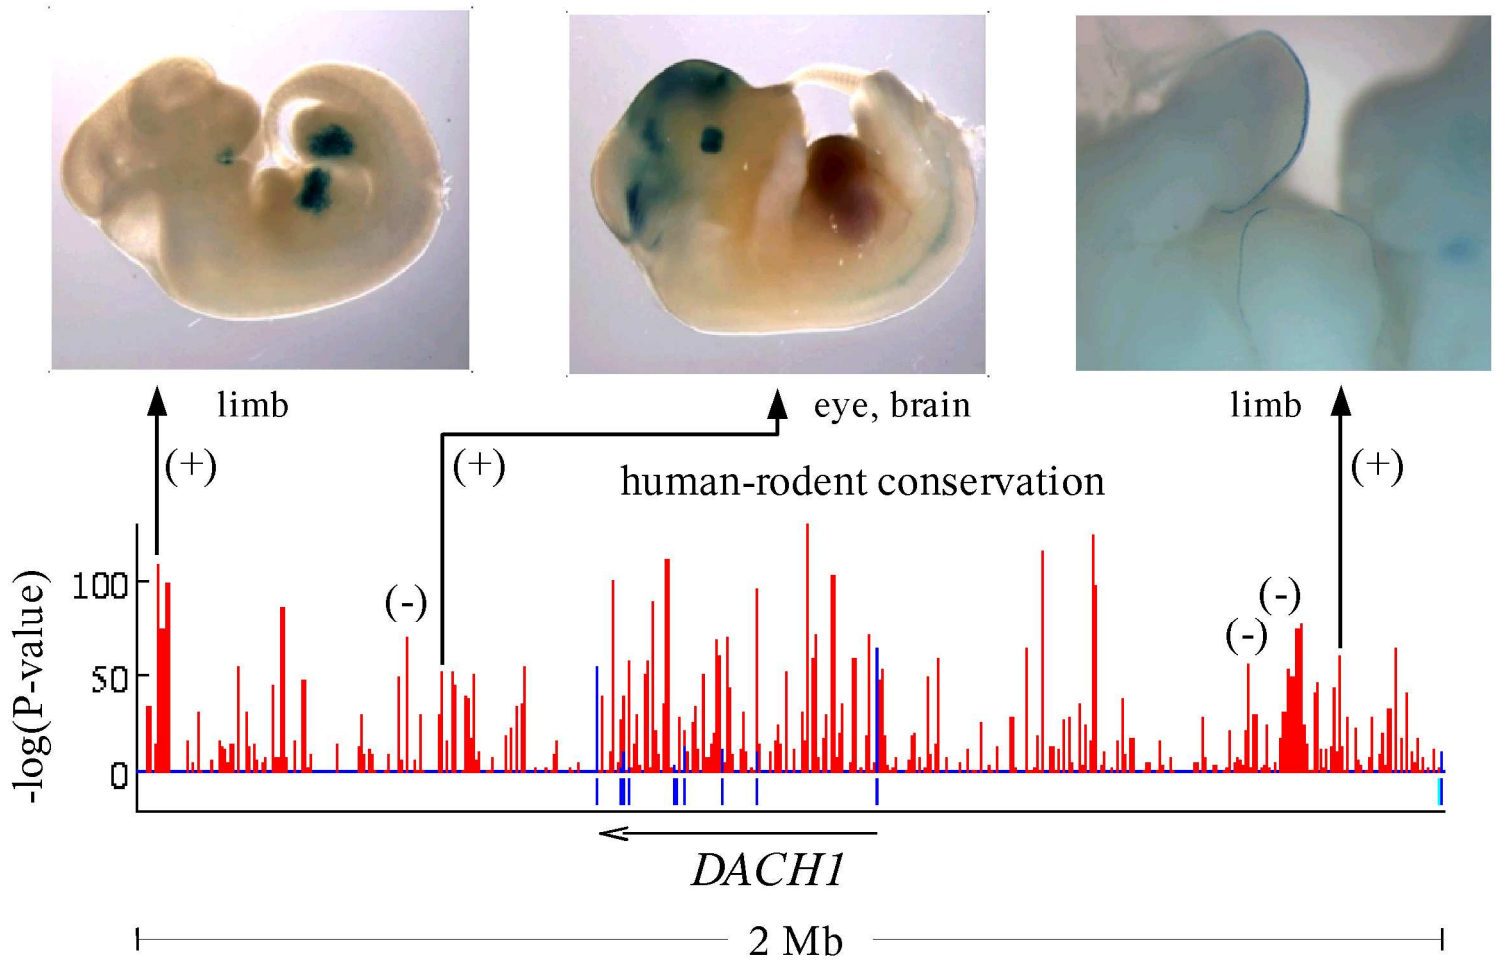 limb
eye, brain
limb
(+)
(+)
(+)
human-rodent conservation
-log(P-value)
100
50
0
(-)
(-)
(-)
DACH1
2 Mb